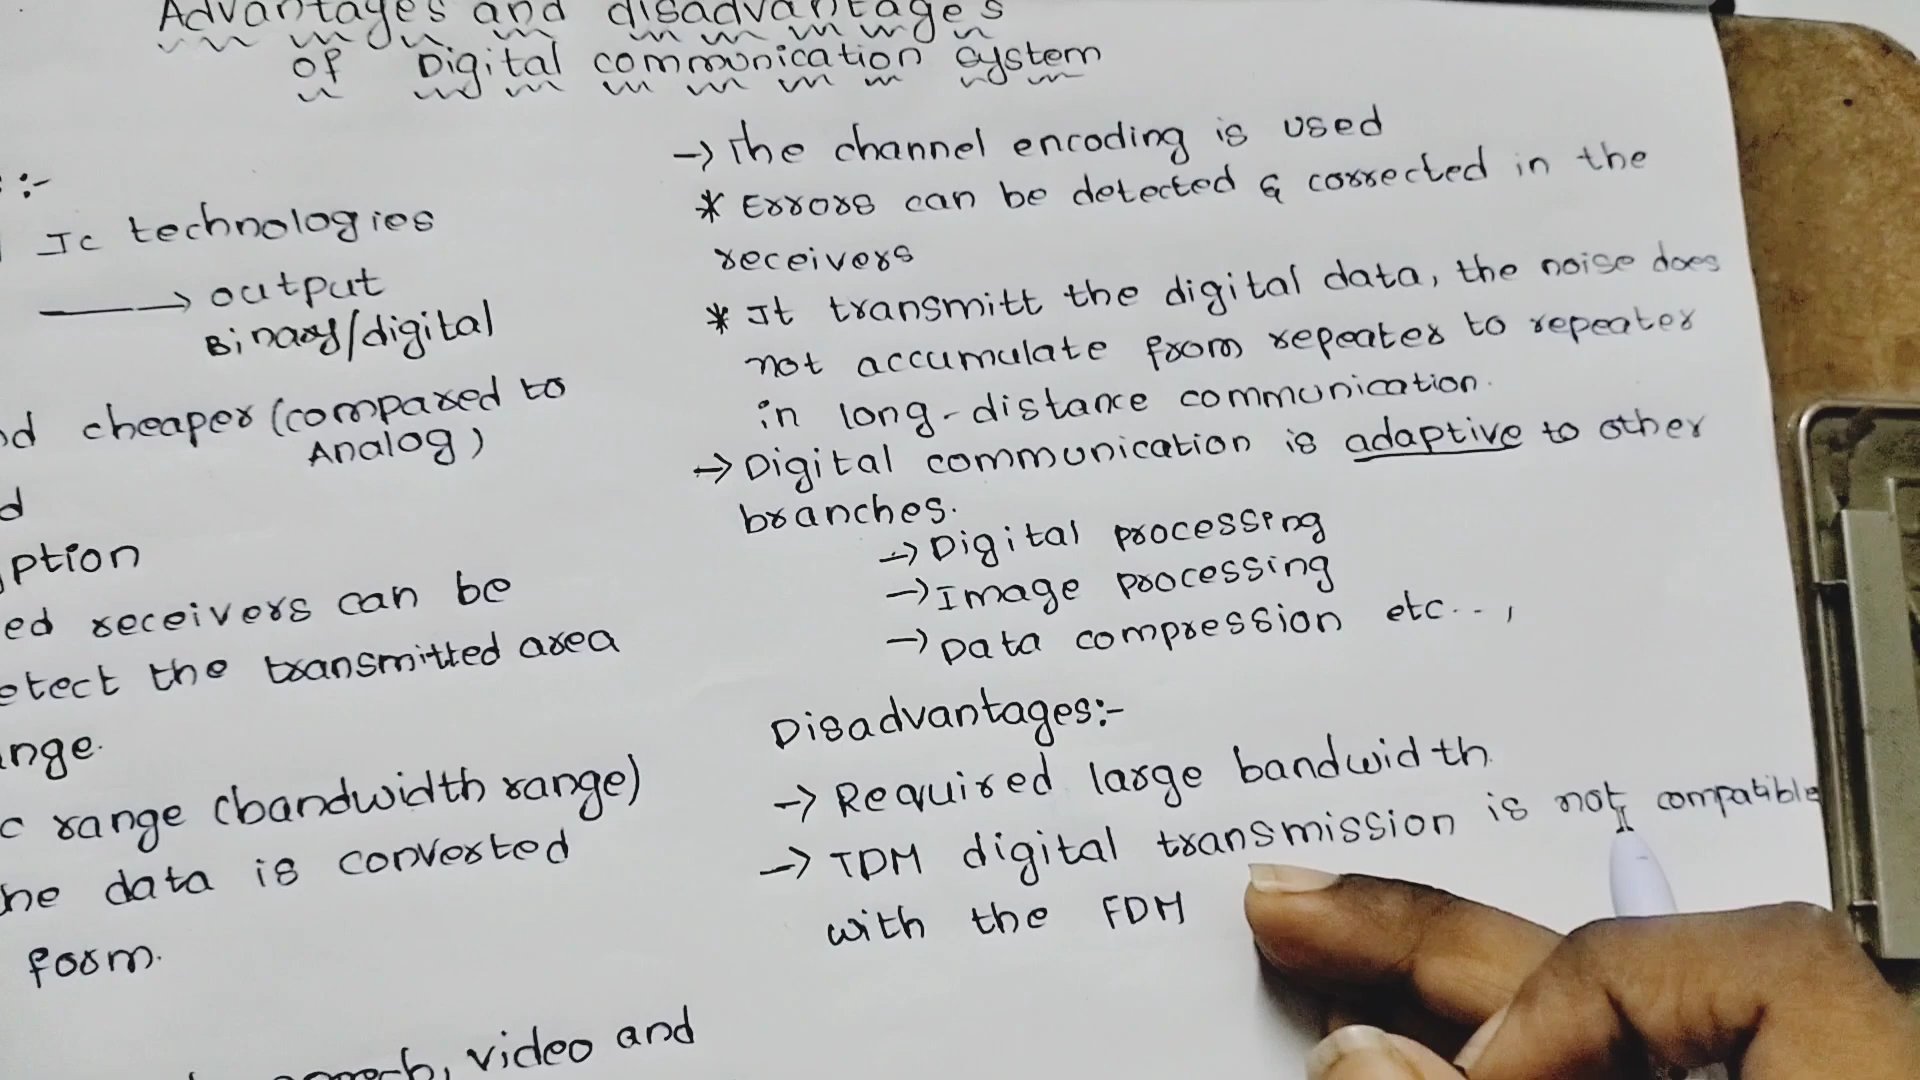 Advantages and disadvantages
of Digital communication system
:-
Ic technologies
→ output
Binary/digital
cheaper (compared to
Analog)
ption
ed receivers can be
etect the transmitted area
nge.
c range (bandwidth range)
he data is converted
form.
video and
→ The channel encoding is used
* Errors can be detected & corrected in the
receivers
* It transmitt the digital data, the noise does
not accumulate from repeater to repeater
in long-distance communication.
→ Digital communication is adaptive to other
branches.
→ Digital processing
→ Image processing
→ Data compression etc..,
Disadvantages:-
→ Required large bandwidth
→ TDM digital transmission is not compatible
with the FDM